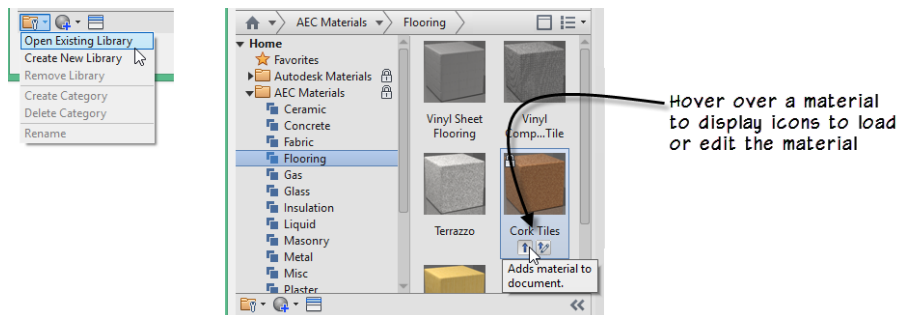 Open Existing Library
Create New Library
Remove Library
Create Category
Delete Category
Rename
AEC Materials
Flooring
Home
Favorites
Autodesk Materials
AEC Materials
Ceramic
Concrete
Fabric
Flooring
Gas
Glass
Insulation
Liquid
Masonry
Metal
Misc
Plaster
Vinyl Sheet
Flooring
Vinyl
Comp...Tile
Terrazzo
Cork Tiles
Adds material to
document.
Hover over a material
to display icons to load
or edit the material